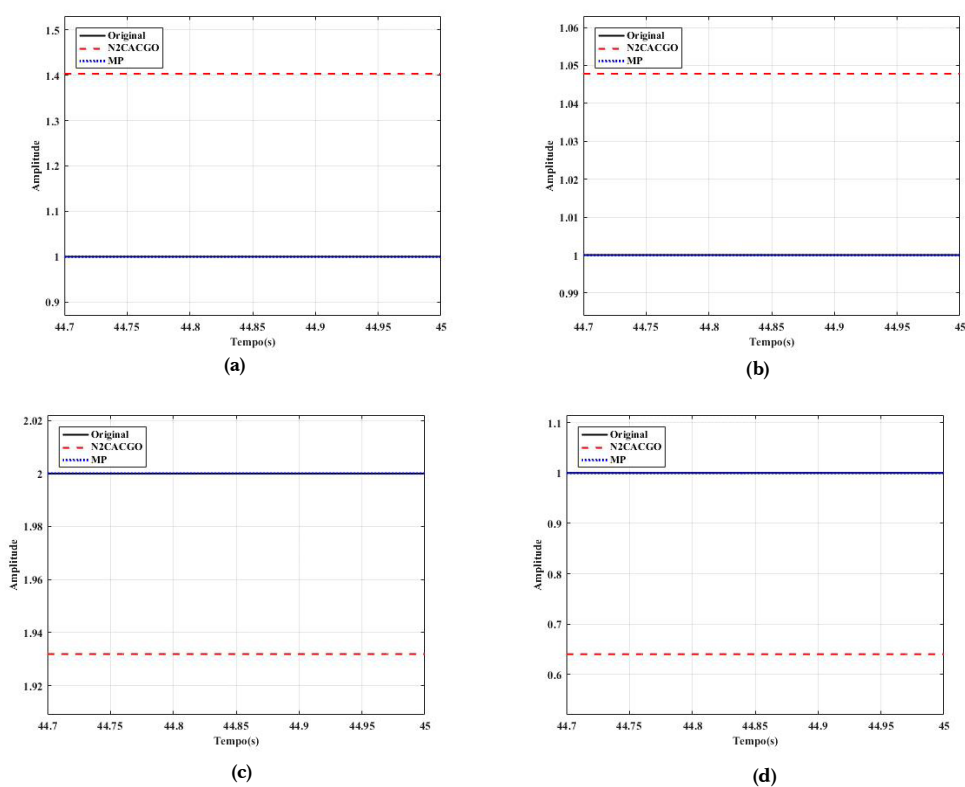 1.5
1.4
1.3
1.2
1.1
1
0.9
Amplitude
Original
N2CACGO
MP
44.7 44.75 44.8 44.85 44.9 44.95 45
Tempo(s)
(a)
1.06
1.05
1.04
1.03
1.02
1.01
1
0.99
Amplitude
Original
N2CACGO
MP
44.7 44.75 44.8 44.85 44.9 44.95 45
Tempo(s)
(b)
2.02
2
1.98
1.96
1.94
1.92
Amplitude
Original
N2CACGO
MP
44.7 44.75 44.8 44.85 44.9 44.95 45
Tempo(s)
(c)
1.1
1
0.9
0.8
0.7
0.6
Amplitude
Original
N2CACGO
MP
44.7 44.75 44.8 44.85 44.9 44.95 45
Tempo(s)
(d)